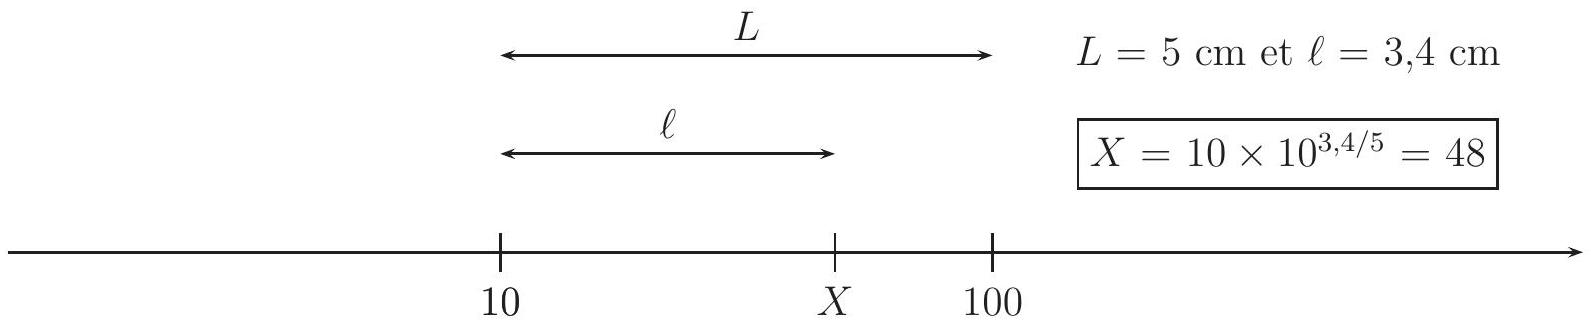 L
L = 5 cm et ℓ = 3,4 cm
ℓ
X = 10 × 10^{3,4/5} = 48
10 X 100